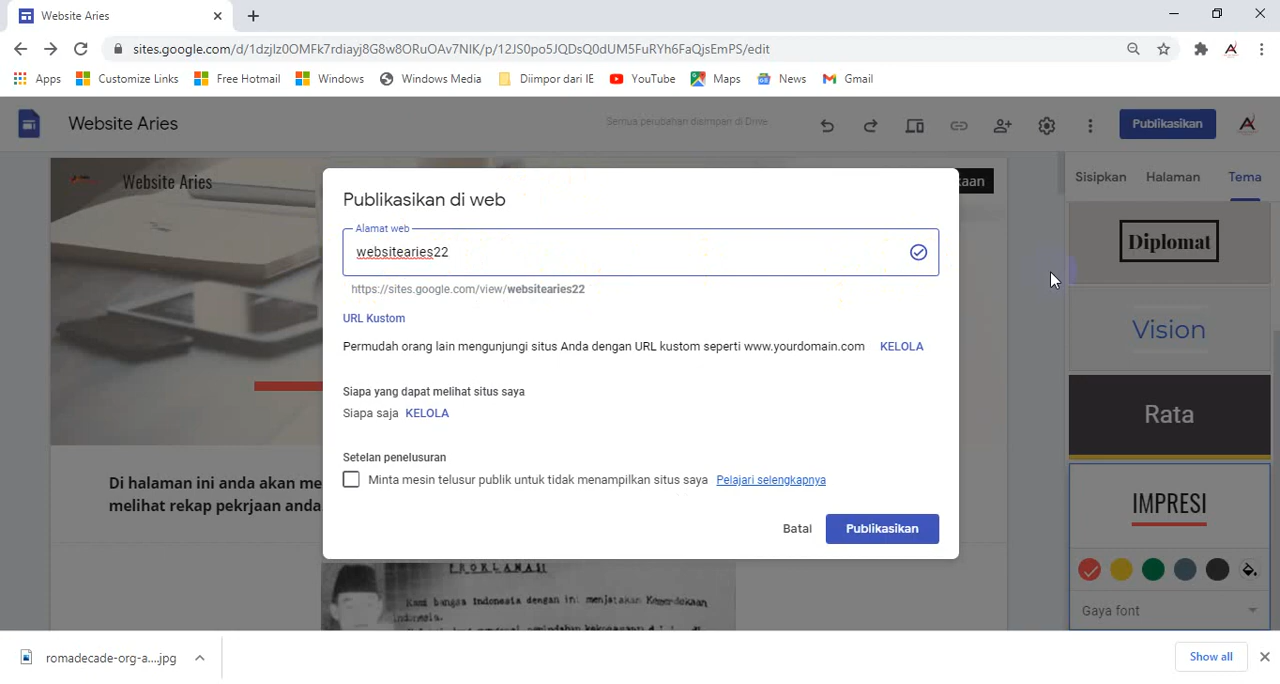 Website Aries
sites.google.com/d/1dzjlz0OMFk7rdiayj8G8w8ORuOAv7NIK/p/12JS0po5JQDsQ0dUM5FuRYh6FaQjsEmPS/edit
Apps Customize Links Free Hotmail Windows Windows Media Diimpor dari IE YouTube Maps News Gmail
Website Aries
Semua perubahan disimpan di Drive
Publikasikan
Website Aries
Sisipkan Halaman Tema
Publikasikan di web
Alamat web
websitearies22
https://sites.google.com/view/websitearies22
URL Kustom
Permudah orang lain mengunjungi situs Anda dengan URL kustom seperti www.yourdomain.com KELOLA
Siapa yang dapat melihat situs saya
Siapa saja KELOLA
Setelan penelusuran
Minta mesin telusur publik untuk tidak menampilkan situs saya Pelajari selengkapnya
Batal Publikasikan
Diplomat
Vision
Rata
IMPRESI
Gaya font
Di halaman ini anda akan me
melihat rekap pekrjaan anda
PROKLAMASI
Kami bangsa Indonesia dengan ini menjatakan Kemerdekaan
Indonesia.
romadecade-org-a....jpg
Show all